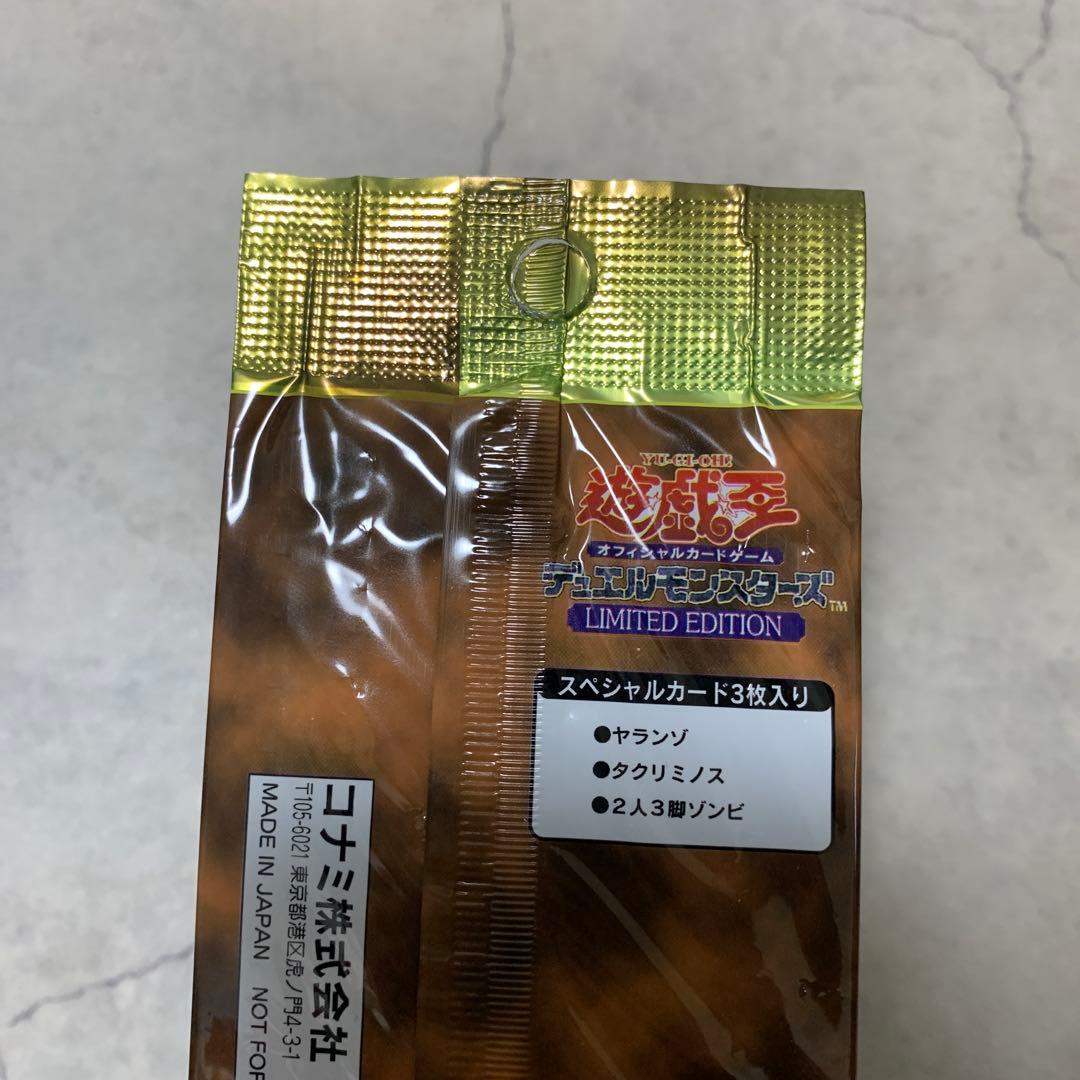 YU-GI-OH!
遊戯王
オフィシャルカードゲーム
デュエルモンスターズ™
LIMITED EDITION
スペシャルカード3枚入り
●ヤランゾ
●タクリミノス
●2人3脚ゾンビ
コナミ株式会社
〒105-6021 東京都港区虎ノ門4-3-1
MADE IN JAPAN NOT FOR